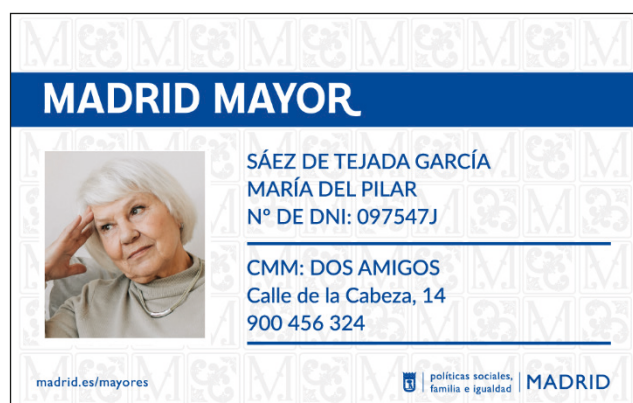 MADRID MAYOR
SÁEZ DE TEJADA GARCÍA
MARÍA DEL PILAR
Nº DE DNI: 097547J
CMM: DOS AMIGOS
Calle de la Cabeza, 14
900 456 324
madrid.es/mayores
políticas sociales,
familia e igualdad
MADRID